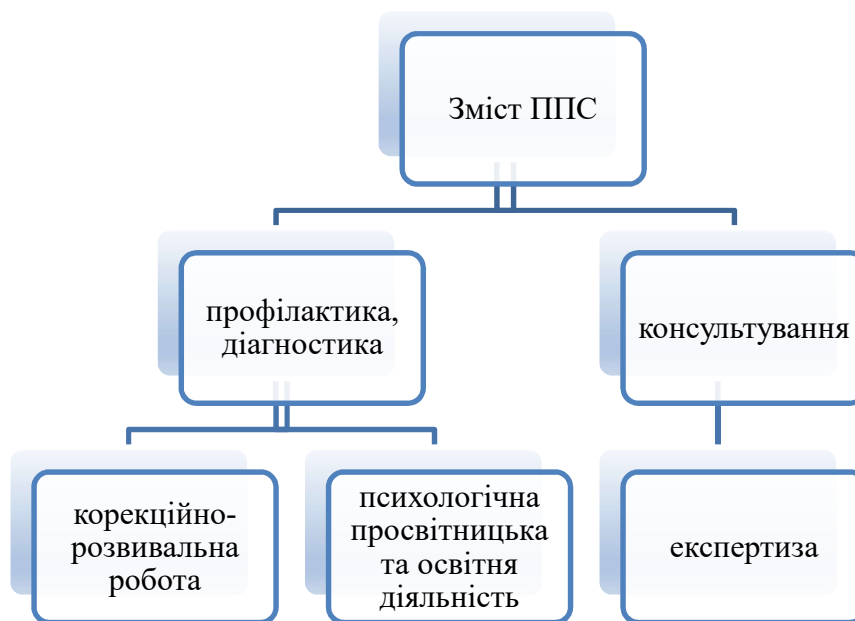 Зміст ППС
профілактика,
діагностика
консультування
корекційно-
розвивальна
робота
психологічна
просвітницька
та освітня
діяльність
експертиза